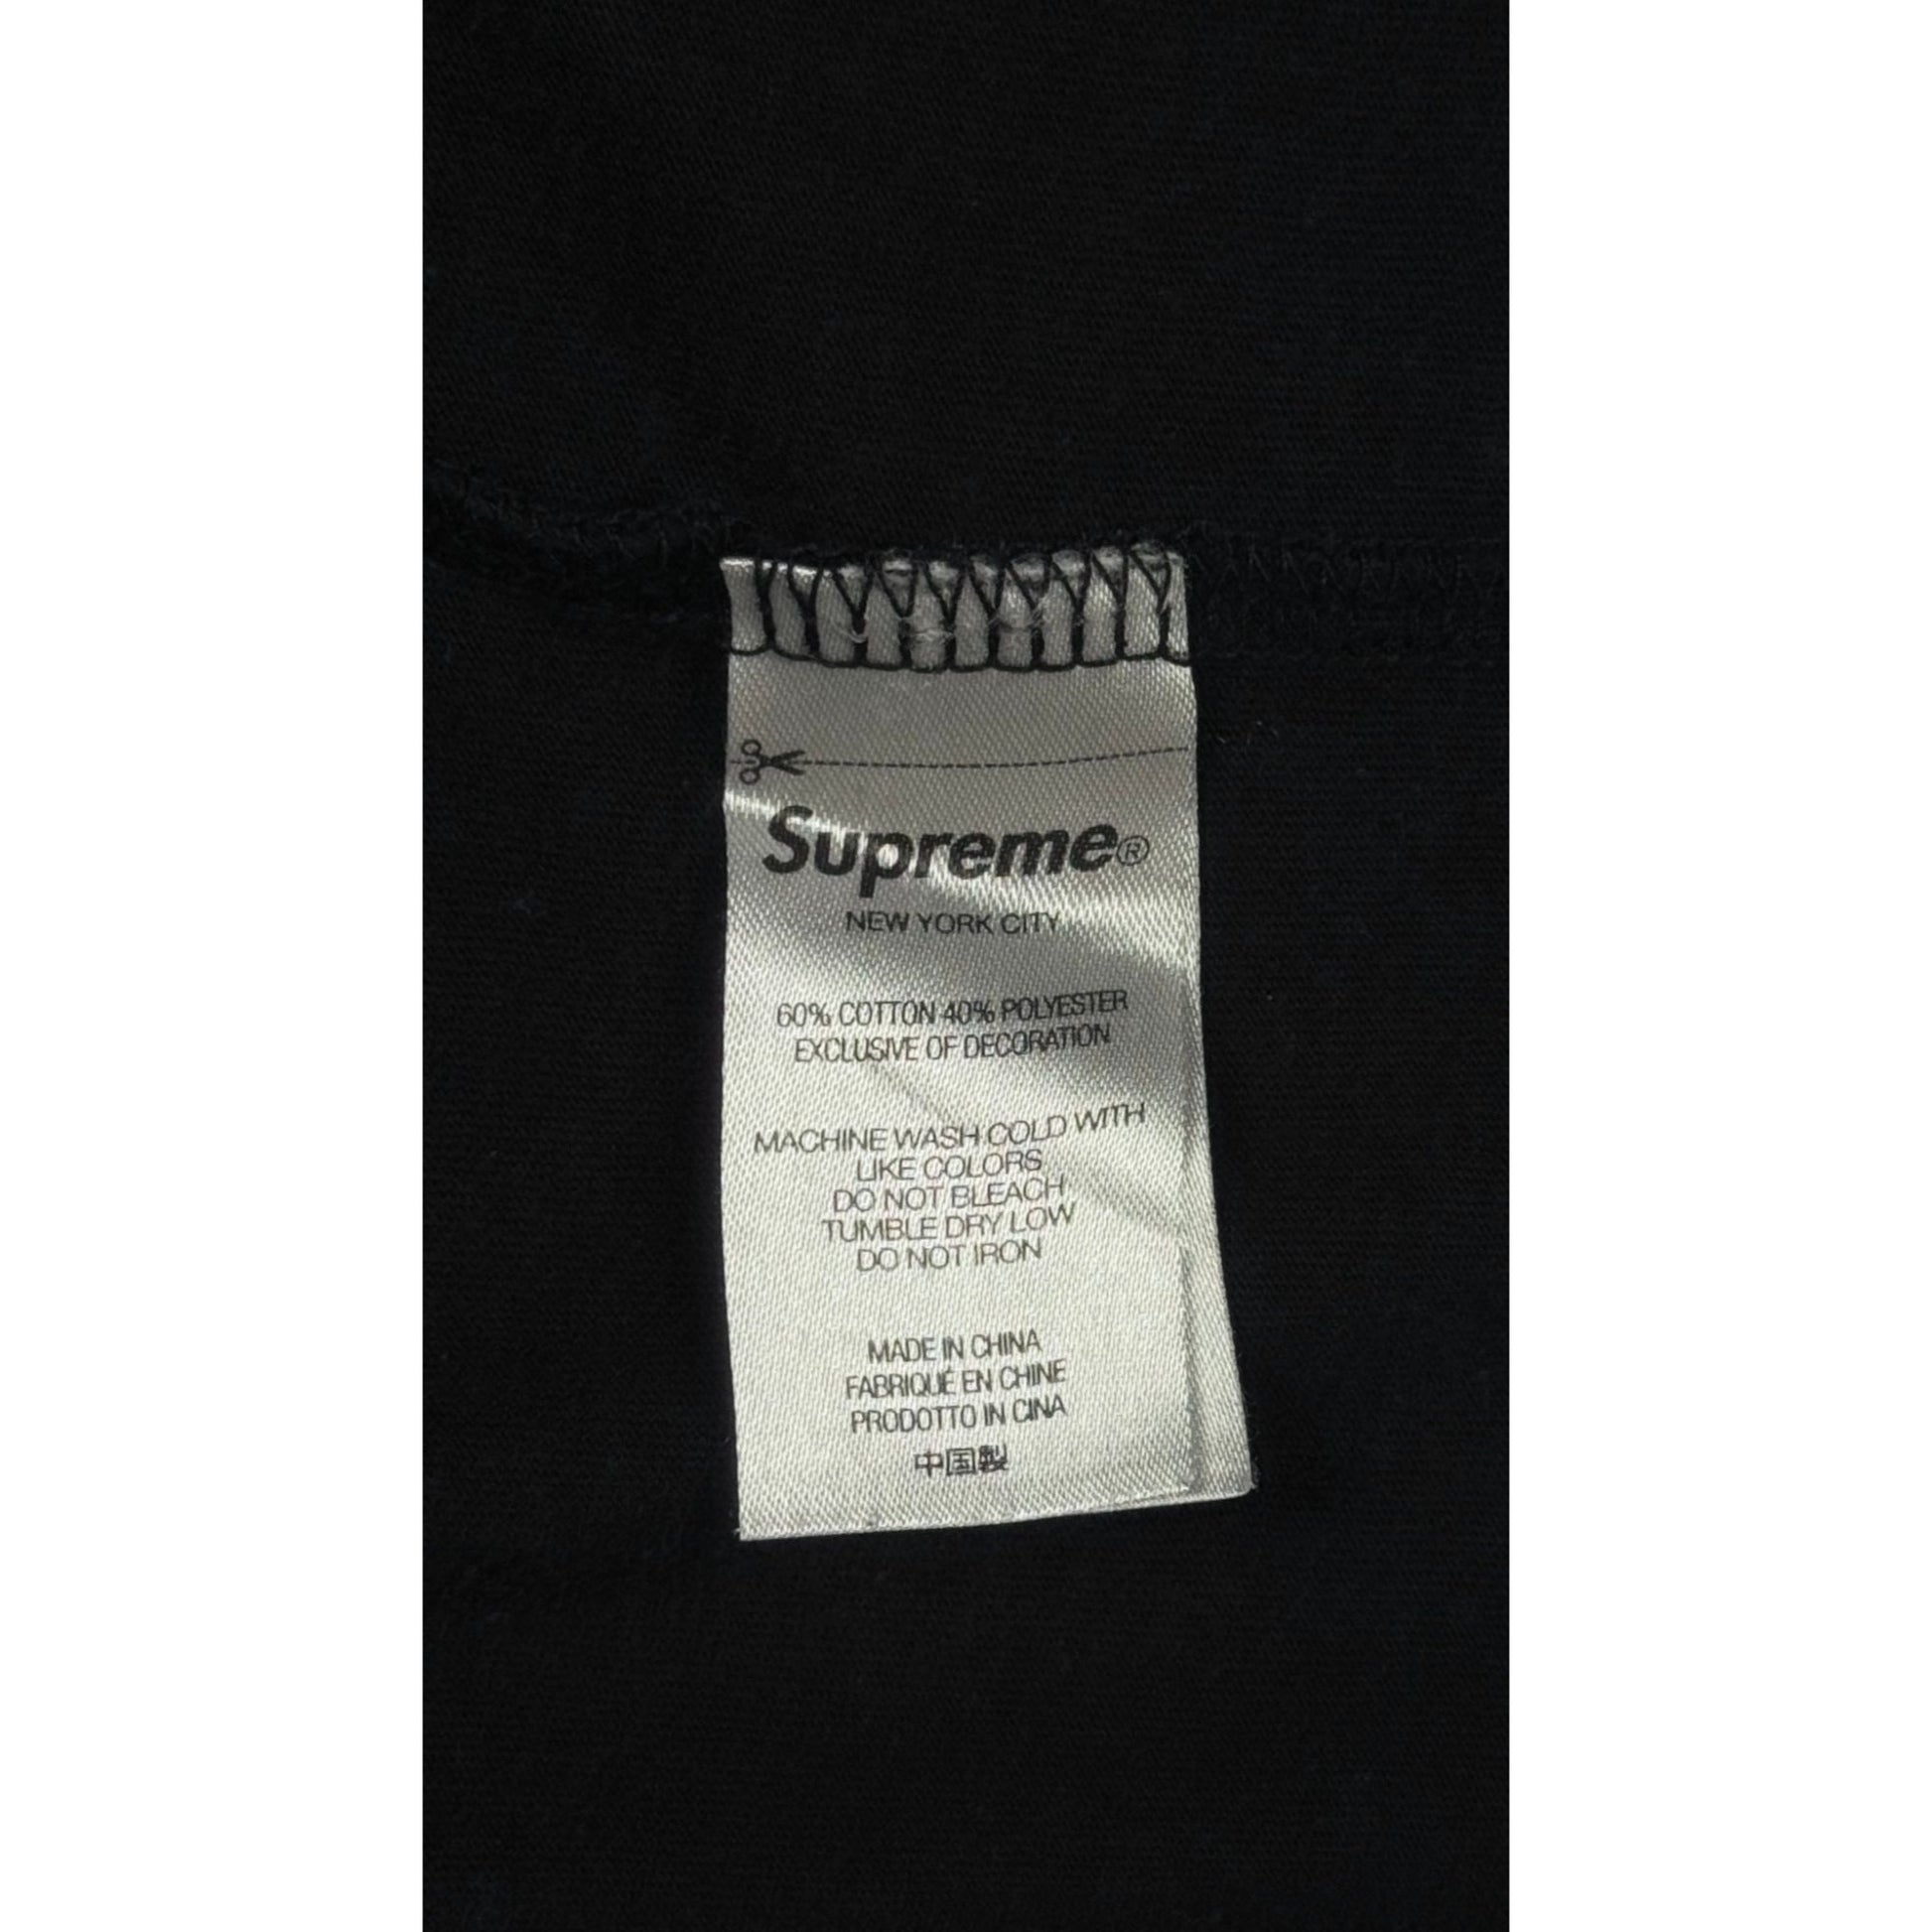 Supreme®
NEW YORK CITY
60% COTTON 40% POLYESTER
EXCLUSIVE OF DECORATION
MACHINE WASH COLD WITH
LIKE COLORS
DO NOT BLEACH
TUMBLE DRY LOW
DO NOT IRON
MADE IN CHINA
FABRIQUÉ EN CHINE
PRODOTTO IN CINA
中国製